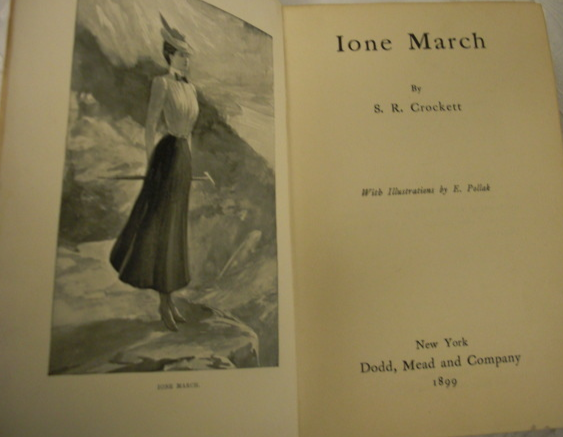 IONE MARCH.
Ione March
By
S. R. Crockett
With Illustrations by E. Pollak
New York
Dodd, Mead and Company
1899